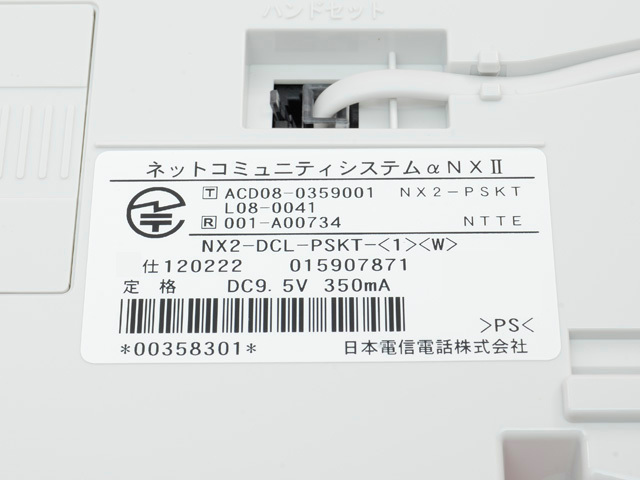 ハンドセット
ネットコミュニティシステムαNXⅡ
T ACD08-0359001 NX2-PSKT
L08-0041
R 001-A00734 NTTE
NX2-DCL-PSKT-<1><W>
仕120222 015907871
定格 DC9.5V 350mA
>PS<
*00358301* 日本電信電話株式会社